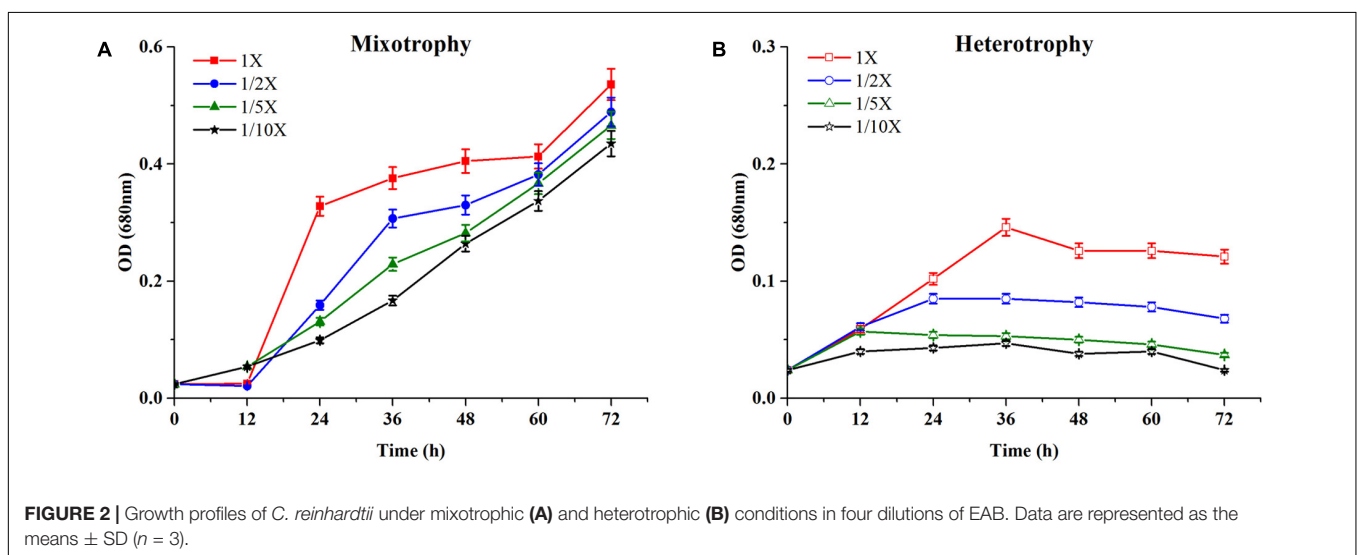 A
Mixotrophy
1X
1/2X
1/5X
1/10X
OD (680nm)
0.6
0.4
0.2
0.0
0 12 24 36 48 60 72
Time (h)
B
Heterotrophy
1X
1/2X
1/5X
1/10X
OD (680nm)
0.3
0.2
0.1
0.0
0 12 24 36 48 60 72
Time (h)
FIGURE 2 | Growth profiles of C. reinhardtii under mixotrophic (A) and heterotrophic (B) conditions in four dilutions of EAB. Data are represented as the
means ± SD (n = 3).